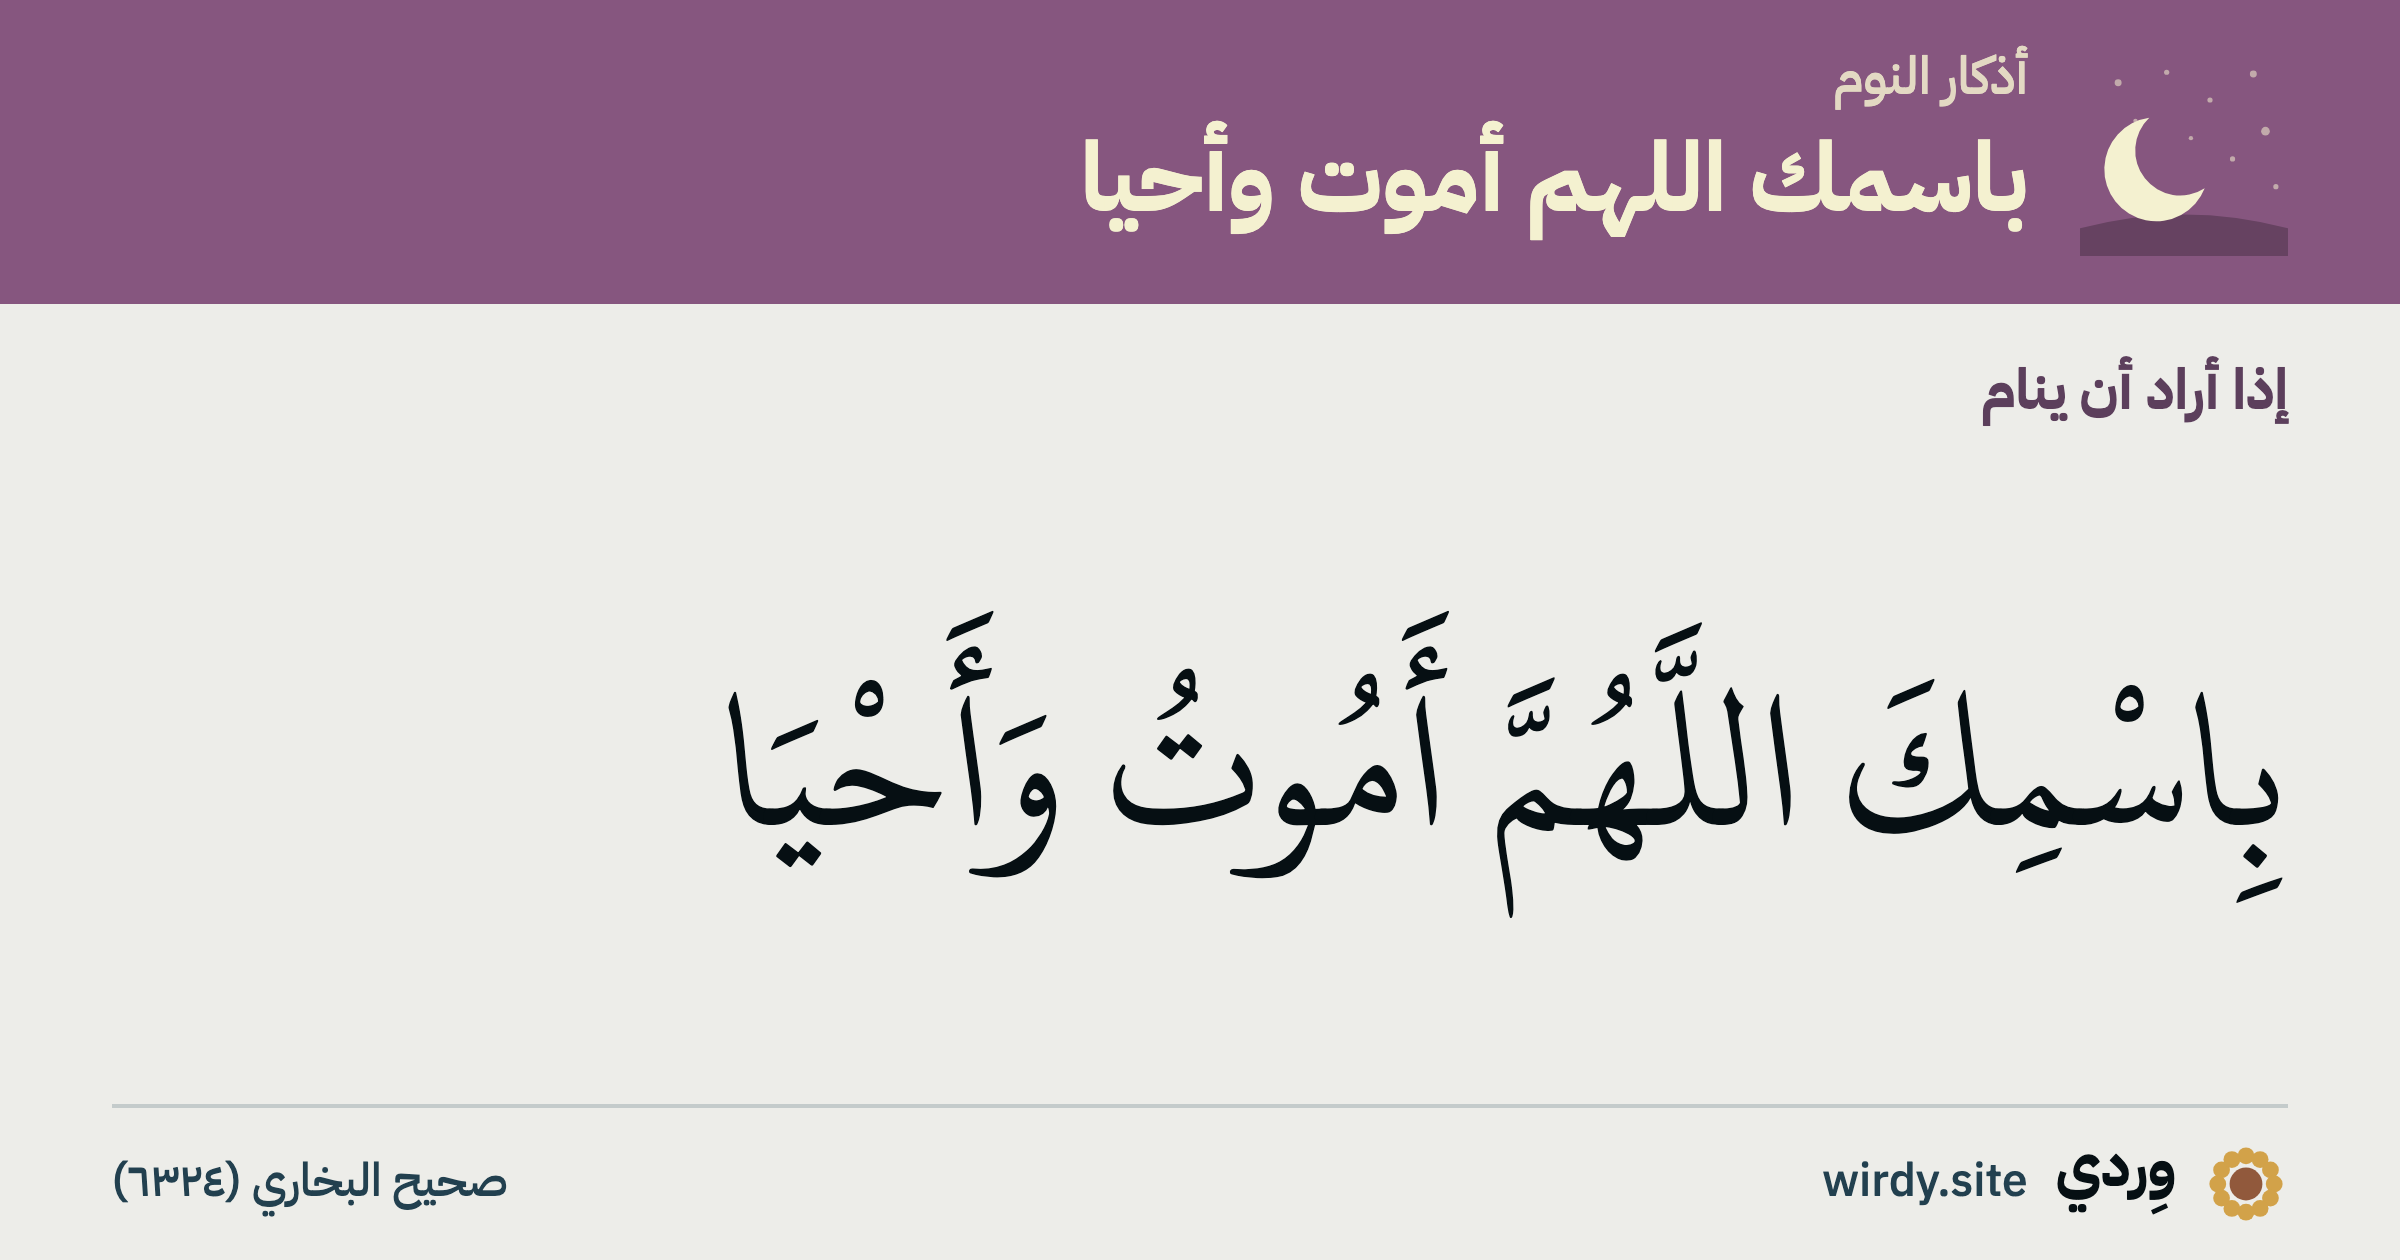 أذكار النوم
باسمك اللهم أموت وأحيا
إذا أراد أن ينام
بِاسْمِكَ اللَّهُمَّ أَمُوتُ وَأَحْيَا
وِردي wirdy.site
صحيح البخاري (٦٣٢٤)